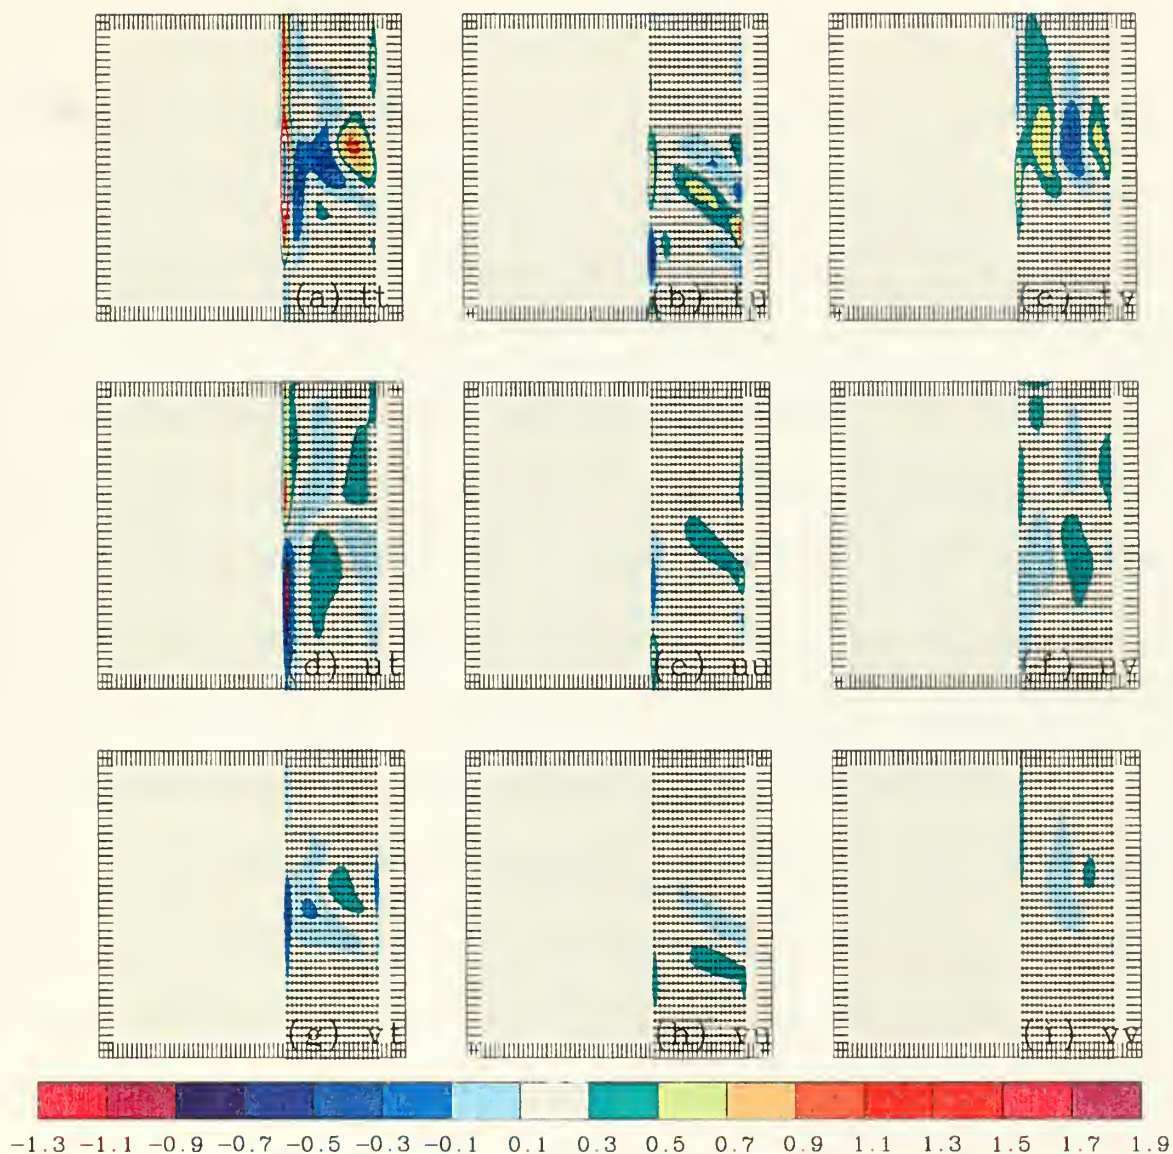 (a) tt
(b) tu
(c) tv
(d) ut
(e) uu
(f) uv
(g) vt
(h) vu
(i) vv
-1.3 -1.1 -0.9 -0.7 -0.5 -0.3 -0.1 0.1 0.3 0.5 0.7 0.9 1.1 1.3 1.5 1.7 1.9